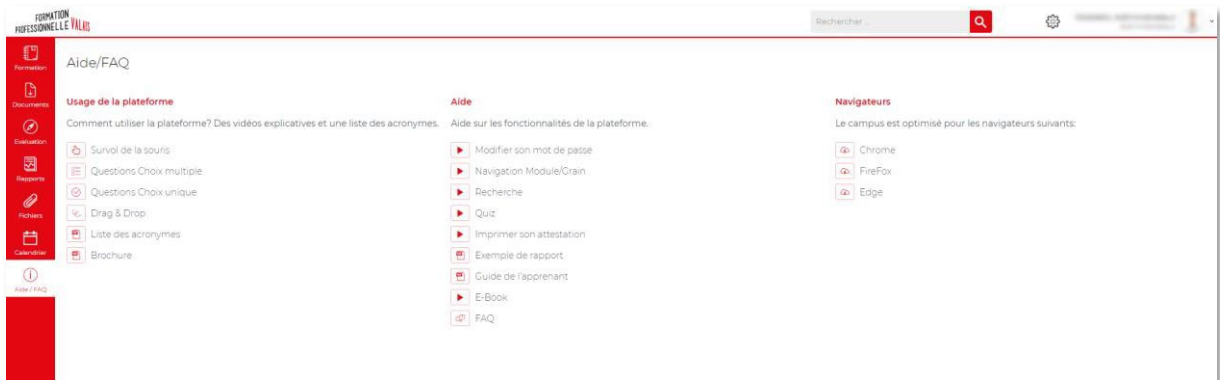 FORMATION
PROFESSIONNELLE VALAIS
Rechercher ...
Formation
Documents
Evaluation
Rapports
Fichiers
Calendrier
Aide / FAQ
Aide/FAQ
Usage de la plateforme
Comment utiliser la plateforme? Des vidéos explicatives et une liste des acronymes.
Survol de la souris
Questions Choix multiple
Questions Choix unique
Drag & Drop
Liste des acronymes
Brochure
Aide
Aide sur les fonctionnalités de la plateforme.
Modifier son mot de passe
Navigation Module/Grain
Recherche
Quiz
Imprimer son attestation
Exemple de rapport
Guide de l'apprenant
E-Book
FAQ
Navigateurs
Le campus est optimisé pour les navigateurs suivants:
Chrome
FireFox
Edge